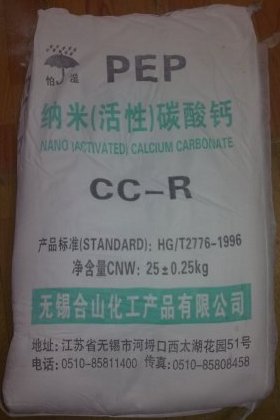 PEP
怕湿
纳米(活性)碳酸钙
NANO (ACTIVATED) CALCIUM CARBONATE
CC-R
产品标准(STANDARD): HG/T2776-1996
净含量CNW: 25±0.25kg
无锡合山化工产品有限公司
地址: 江苏省无锡市河埒口西太湖花园51号
电话: 0510-85811400 传真: 0510-85808458